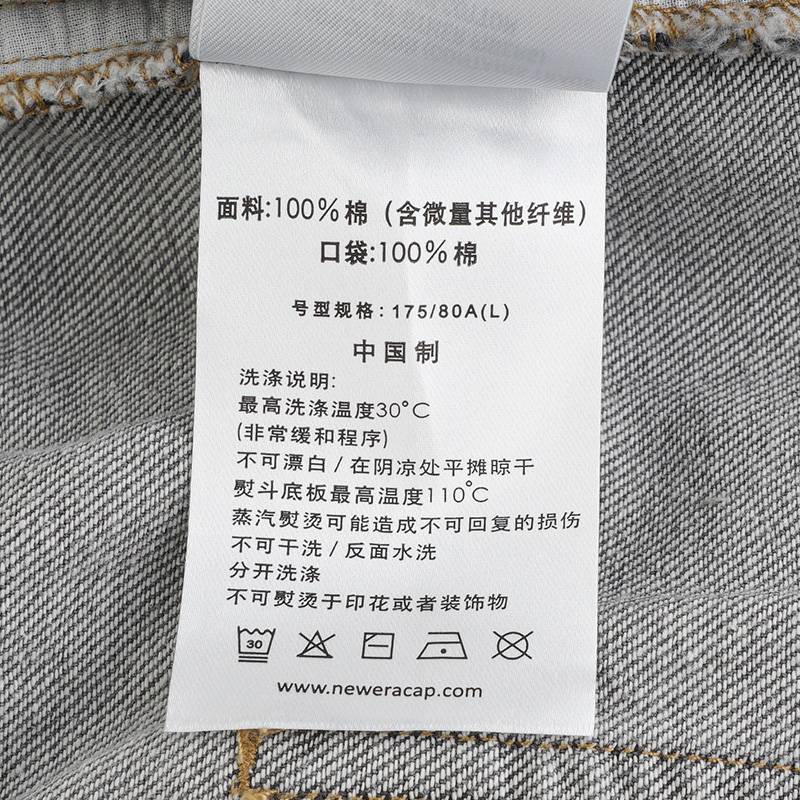 面料:100%棉（含微量其他纤维）
口袋:100%棉
号型规格: 175/80A(L)
中国制
洗涤说明:
最高洗涤温度30°C
(非常缓和程序)
不可漂白/在阴凉处平摊晾干
熨斗底板最高温度110°C
蒸汽熨烫可能造成不可回复的损伤
不可干洗/反面水洗
分开洗涤
不可熨烫于印花或者装饰物
30
www.neweracap.com